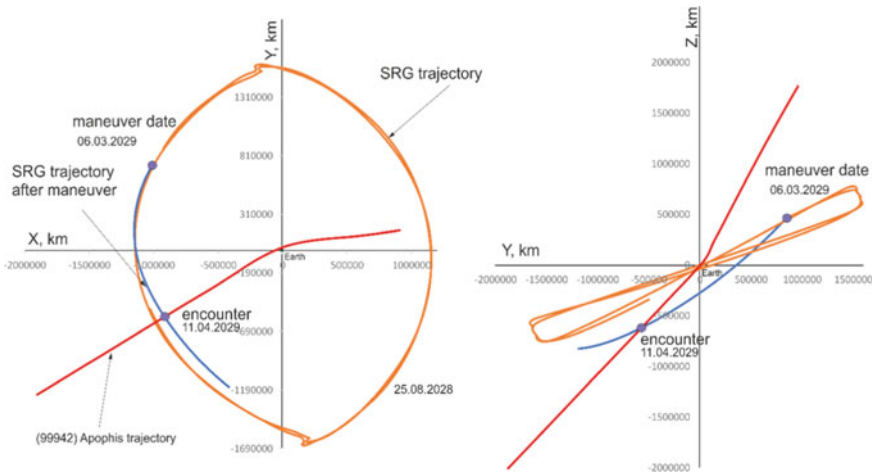 Y, km
SRG trajectory
1310000
maneuver date
06.03.2029
810000
SRG trajectory
after maneuver
310000
X, km
-2000000 -1500000 -1000000 -500000 0 500000 1000000
Earth
-190000
encounter
11.04.2029
-690000
-1190000
25.08.2028
(99942) Apophis trajectory
-1690000
Z, km
2000000
1500000
1000000
maneuver date
06.03.2029
500000
Y, km
0
-2000000 -1500000 -1000000 -500000 0 500000 1000000 1500000
Earth
-500000
encounter
11.04.2029
-1000000
-1500000
-2000000